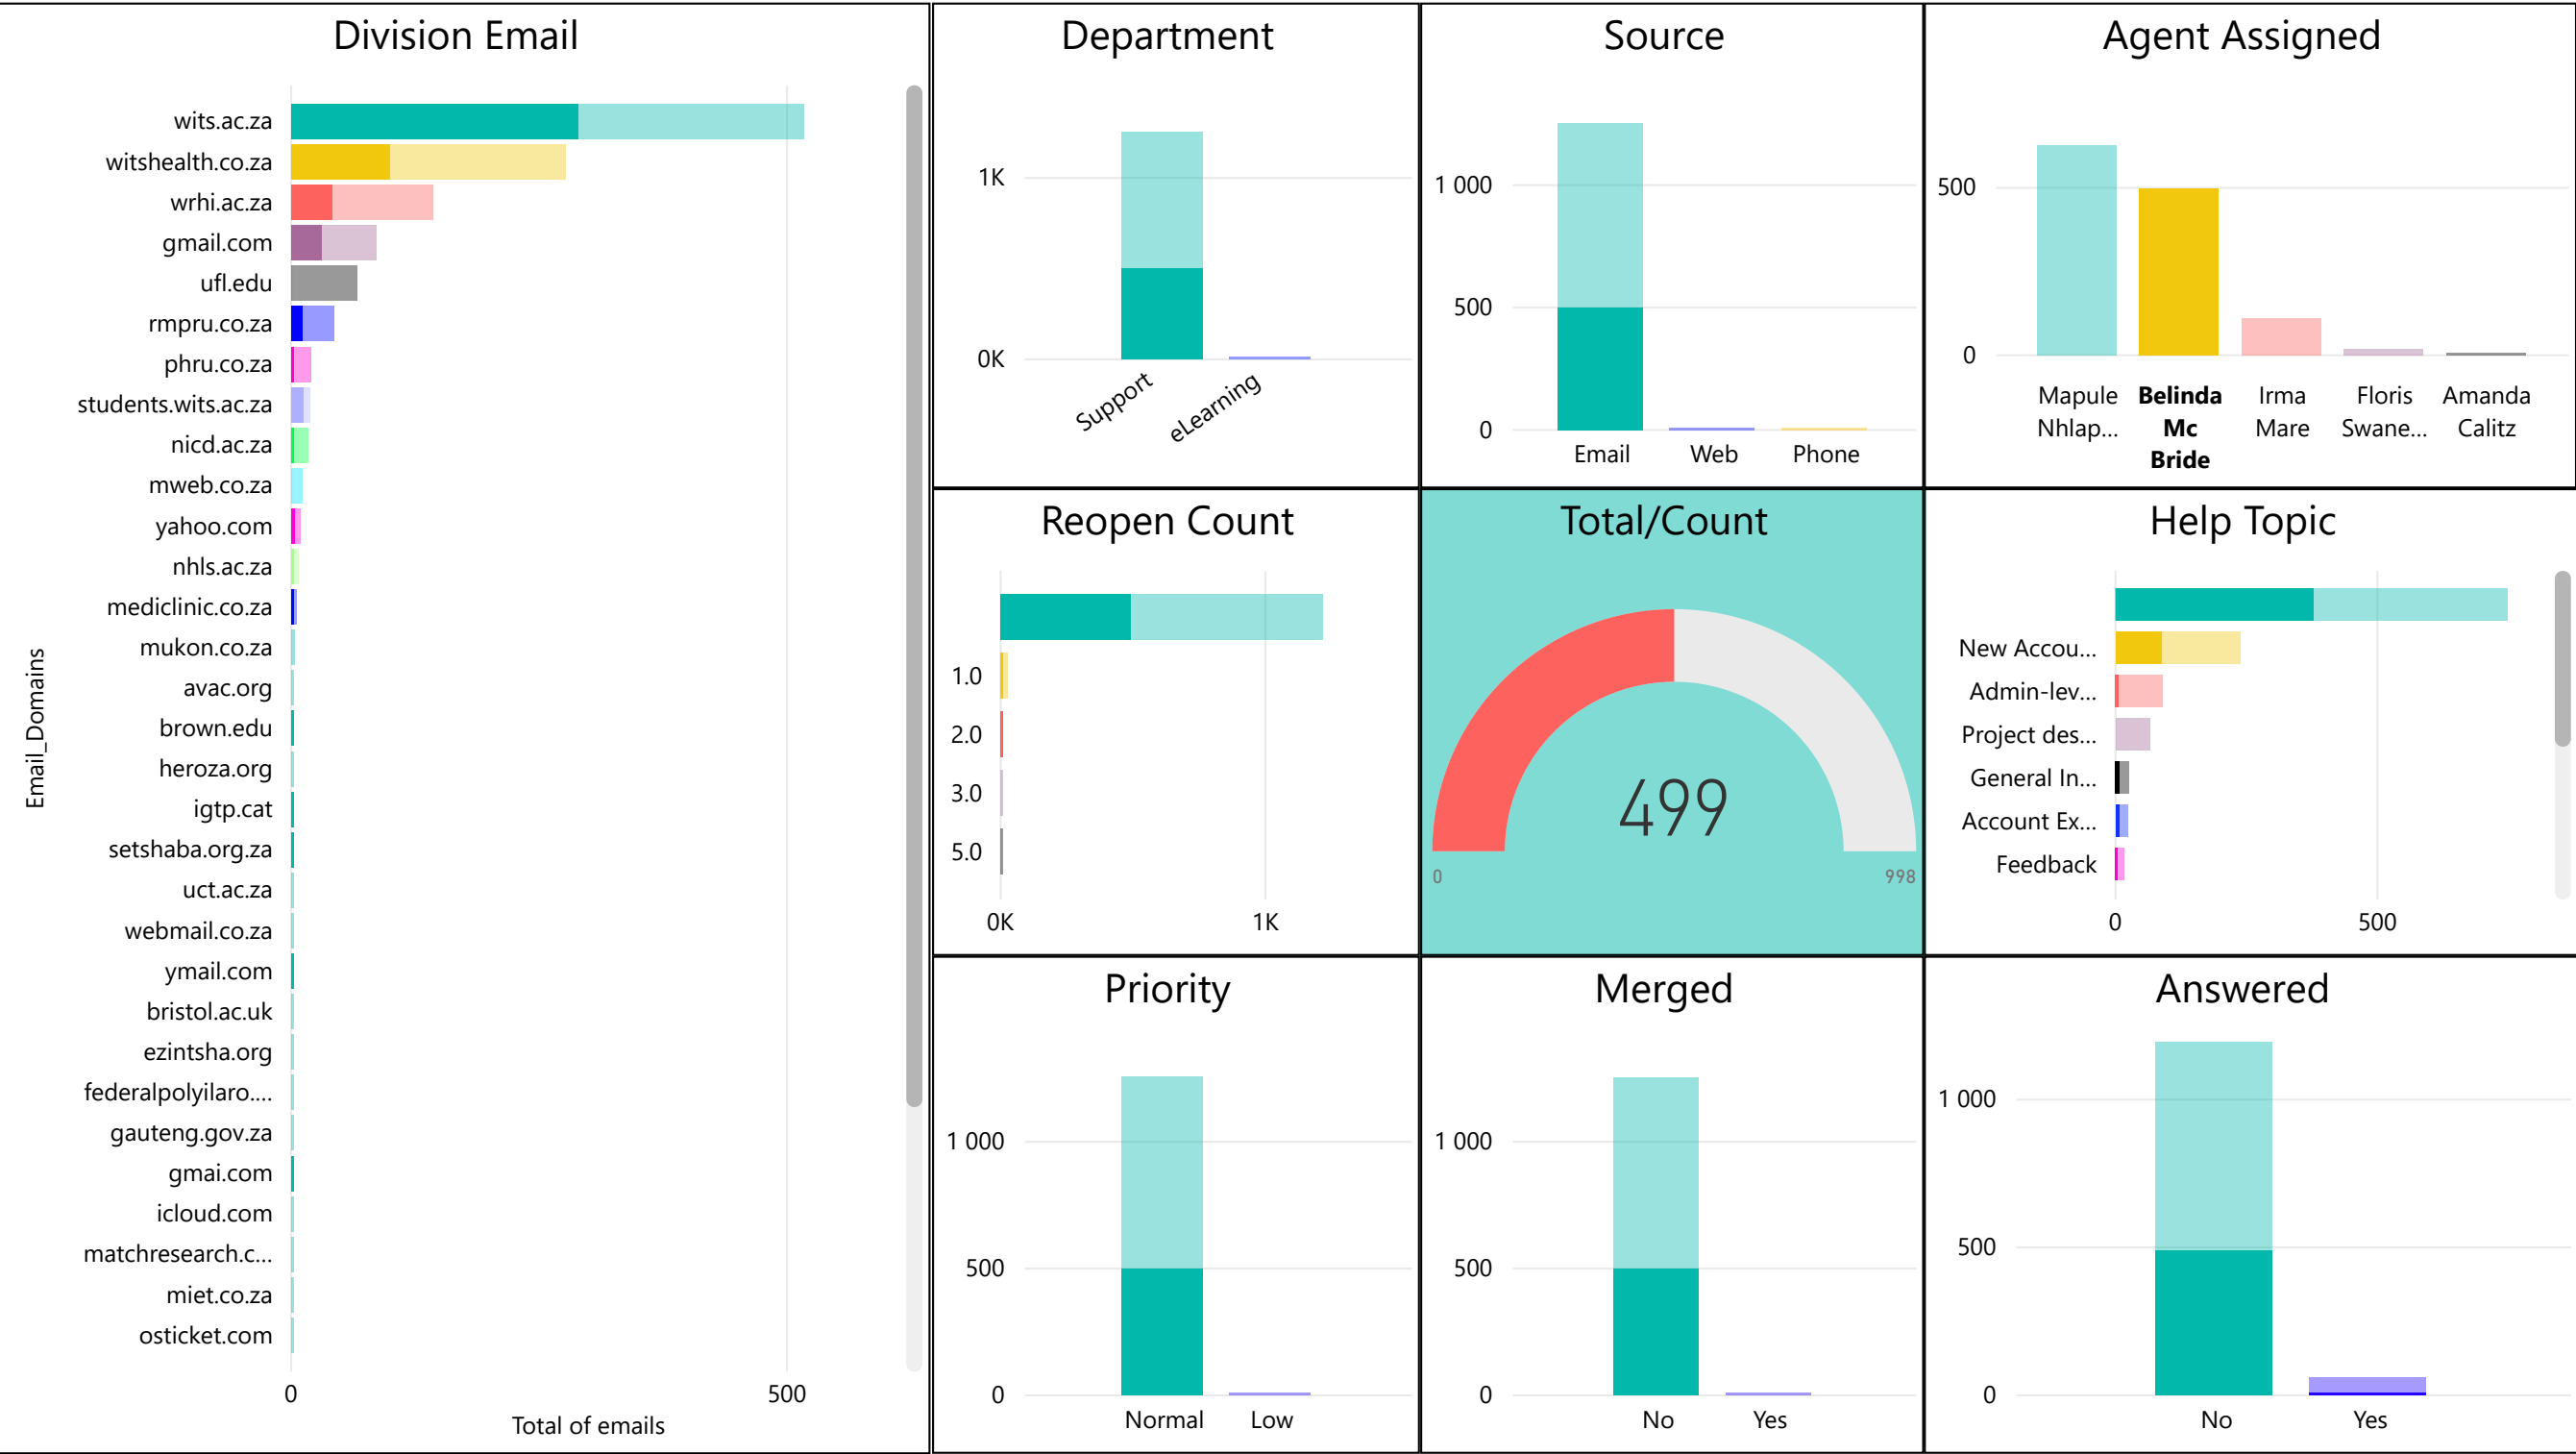 Division Email
wits.ac.za
witshealth.co.za
wrhi.ac.za
gmail.com
ufl.edu
rmpru.co.za
phru.co.za
students.wits.ac.za
nicd.ac.za
mweb.co.za
yahoo.com
nhls.ac.za
mediclinic.co.za
mukon.co.za
avac.org
brown.edu
heroza.org
igtp.cat
setshaba.org.za
uct.ac.za
webmail.co.za
ymail.com
bristol.ac.uk
ezintsha.org
federalpolyilaro....
gauteng.gov.za
gmai.com
icloud.com
matchresearch.c...
miet.co.za
osticket.com
Email_Domains
0 500
Total of emails
Department
1K
0K
Support eLearning
Source
1 000
500
0
Email Web Phone
Agent Assigned
500
0
Mapule
Nhlap...
Belinda
Mc
Bride
Irma
Mare
Floris
Swane...
Amanda
Calitz
Reopen Count
1.0
2.0
3.0
5.0
0K 1K
Total/Count
499
0 998
Help Topic
New Accou...
Admin-lev...
Project des...
General In...
Account Ex...
Feedback
0 500
Priority
1 000
500
0
Normal Low
Merged
1 000
500
0
No Yes
Answered
1 000
500
0
No Yes